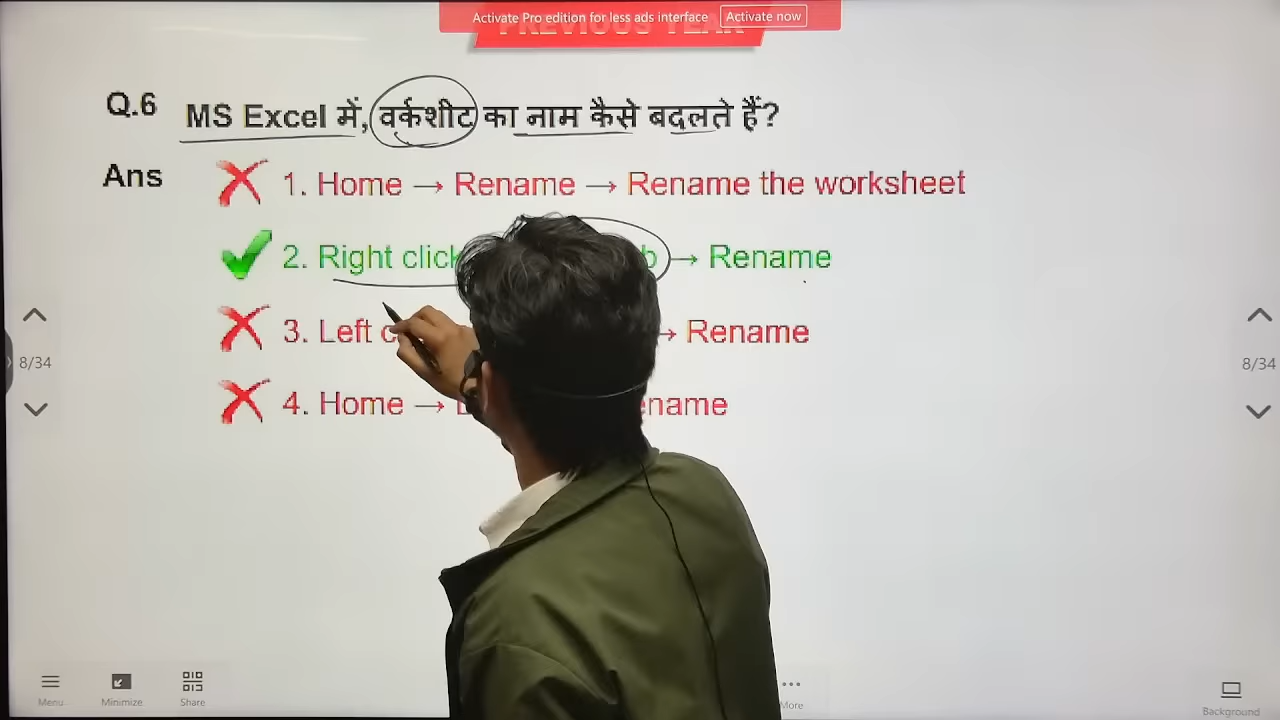 Activate Pro edition for less ads interface Activate now
PREVIOUS YEAR
Q.6 MS Excel में, वर्कशीट का नाम कैसे बदलते हैं?
Ans 1. Home → Rename → Rename the worksheet
2. Right click → Rename
3. Left → Rename
4. Home →
8/34
8/34
Menu Minimize Share More Background